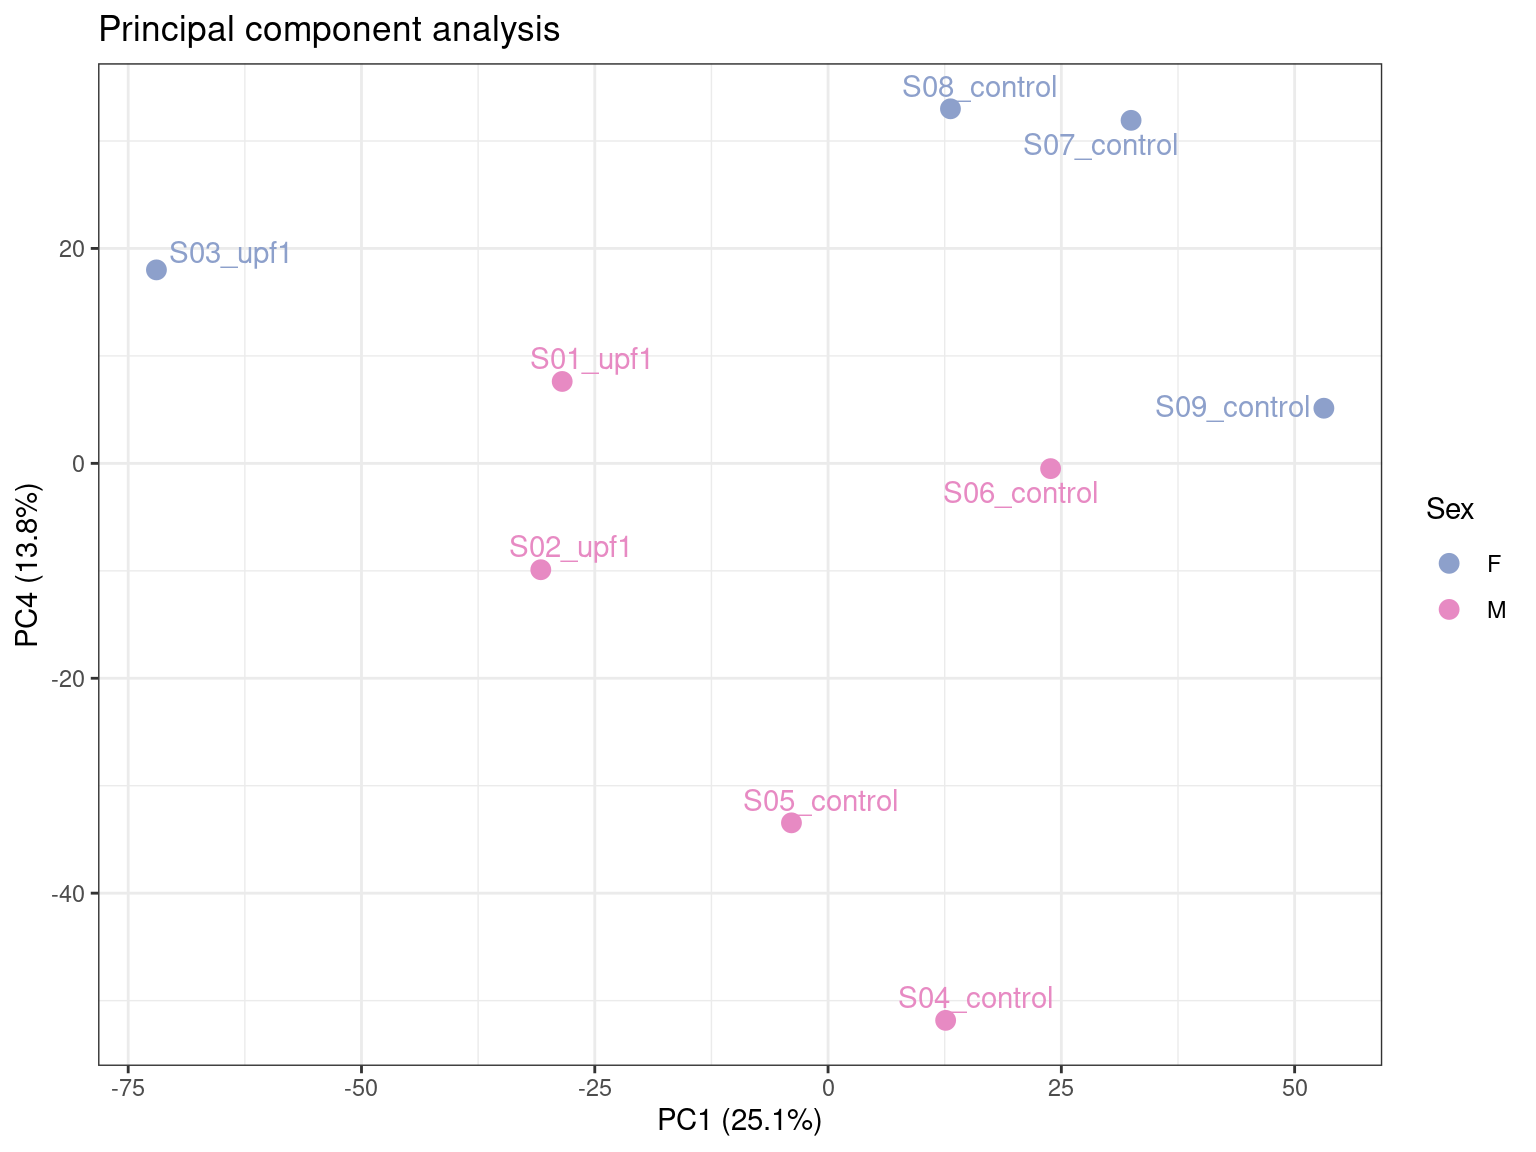 Principal component analysis
S08_control
S07_control
S03_upf1
S01_upf1
S09_control
S06_control
S02_upf1
S05_control
S04_control
20
0
-20
-40
PC4 (13.8%)
-75
-50
-25
0
25
50
PC1 (25.1%)
Sex
F
M